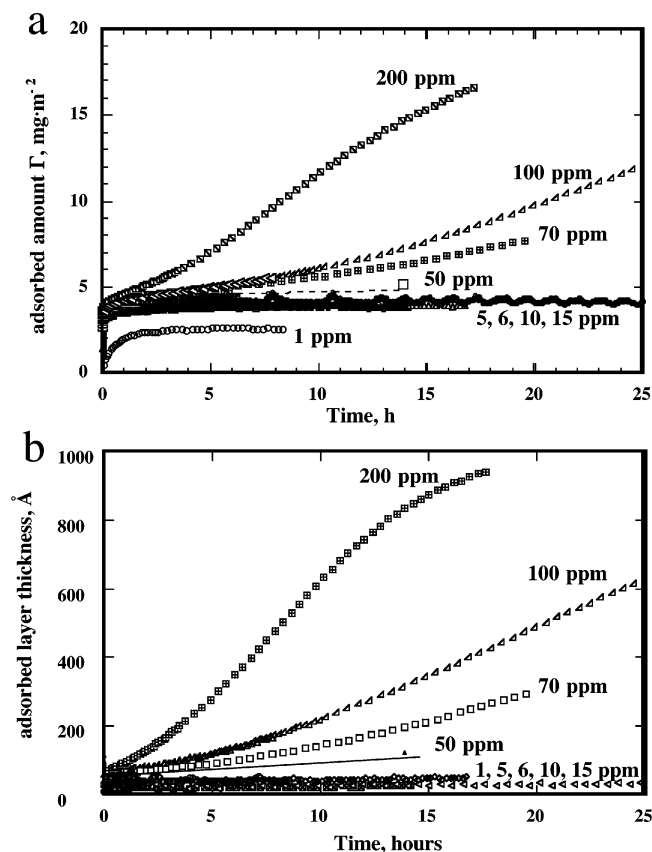 a
20
15
10
5
0
adsorbed amount Γ, mg·m⁻²
200 ppm
100 ppm
70 ppm
50 ppm
5, 6, 10, 15 ppm
1 ppm
0 5 10 15 20 25
Time, h
b
1000
800
600
400
200
0
adsorbed layer thickness, Å
200 ppm
100 ppm
70 ppm
50 ppm
1, 5, 6, 10, 15 ppm
0 5 10 15 20 25
Time, hours